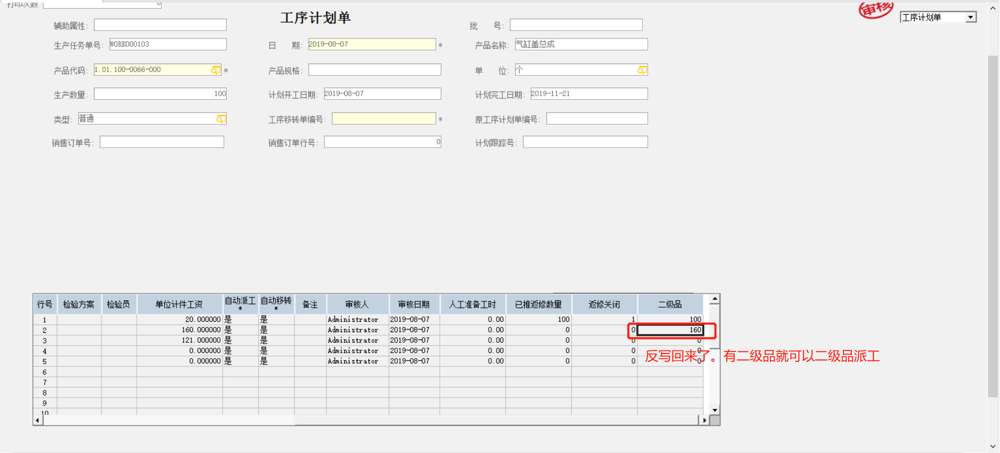 打印次数 0
工序计划单
审核
工序计划单
辅助属性:
批 号:
生产任务单号: WORK000103
日 期: 2019-08-07 *
产品名称: 气缸盖总成
产品代码: 1.01.100-0066-000 *
产品规格:
单 位: 个
生产数量: 100
计划开工日期: 2019-08-07
计划完工日期: 2019-11-21
类型: 普通
工序移转单编号: *
原工序计划单编号:
销售订单号:
销售订单行号: 0
计划跟踪号:
行号 检验方案 检验员 单位计件工资 自动派工* 自动移转* 备注 审核人 审核日期 人工准备工时 已推返修数量 返修关闭 二级品
1 20.000000 是 是 Administrator 2019-08-07 0.00 100 1 100
2 160.000000 是 是 Administrator 2019-08-07 0.00 0 0 160
3 121.000000 是 是 Administrator 2019-08-07 0.00 0 0 0
4 0.000000 是 是 Administrator 2019-08-07 0.00 0 0 0
5 0.000000 是 是 Administrator 2019-08-07 0.00 0 0 0
反写回来了。有二级品就可以二级品派工
6
7
8
9
10